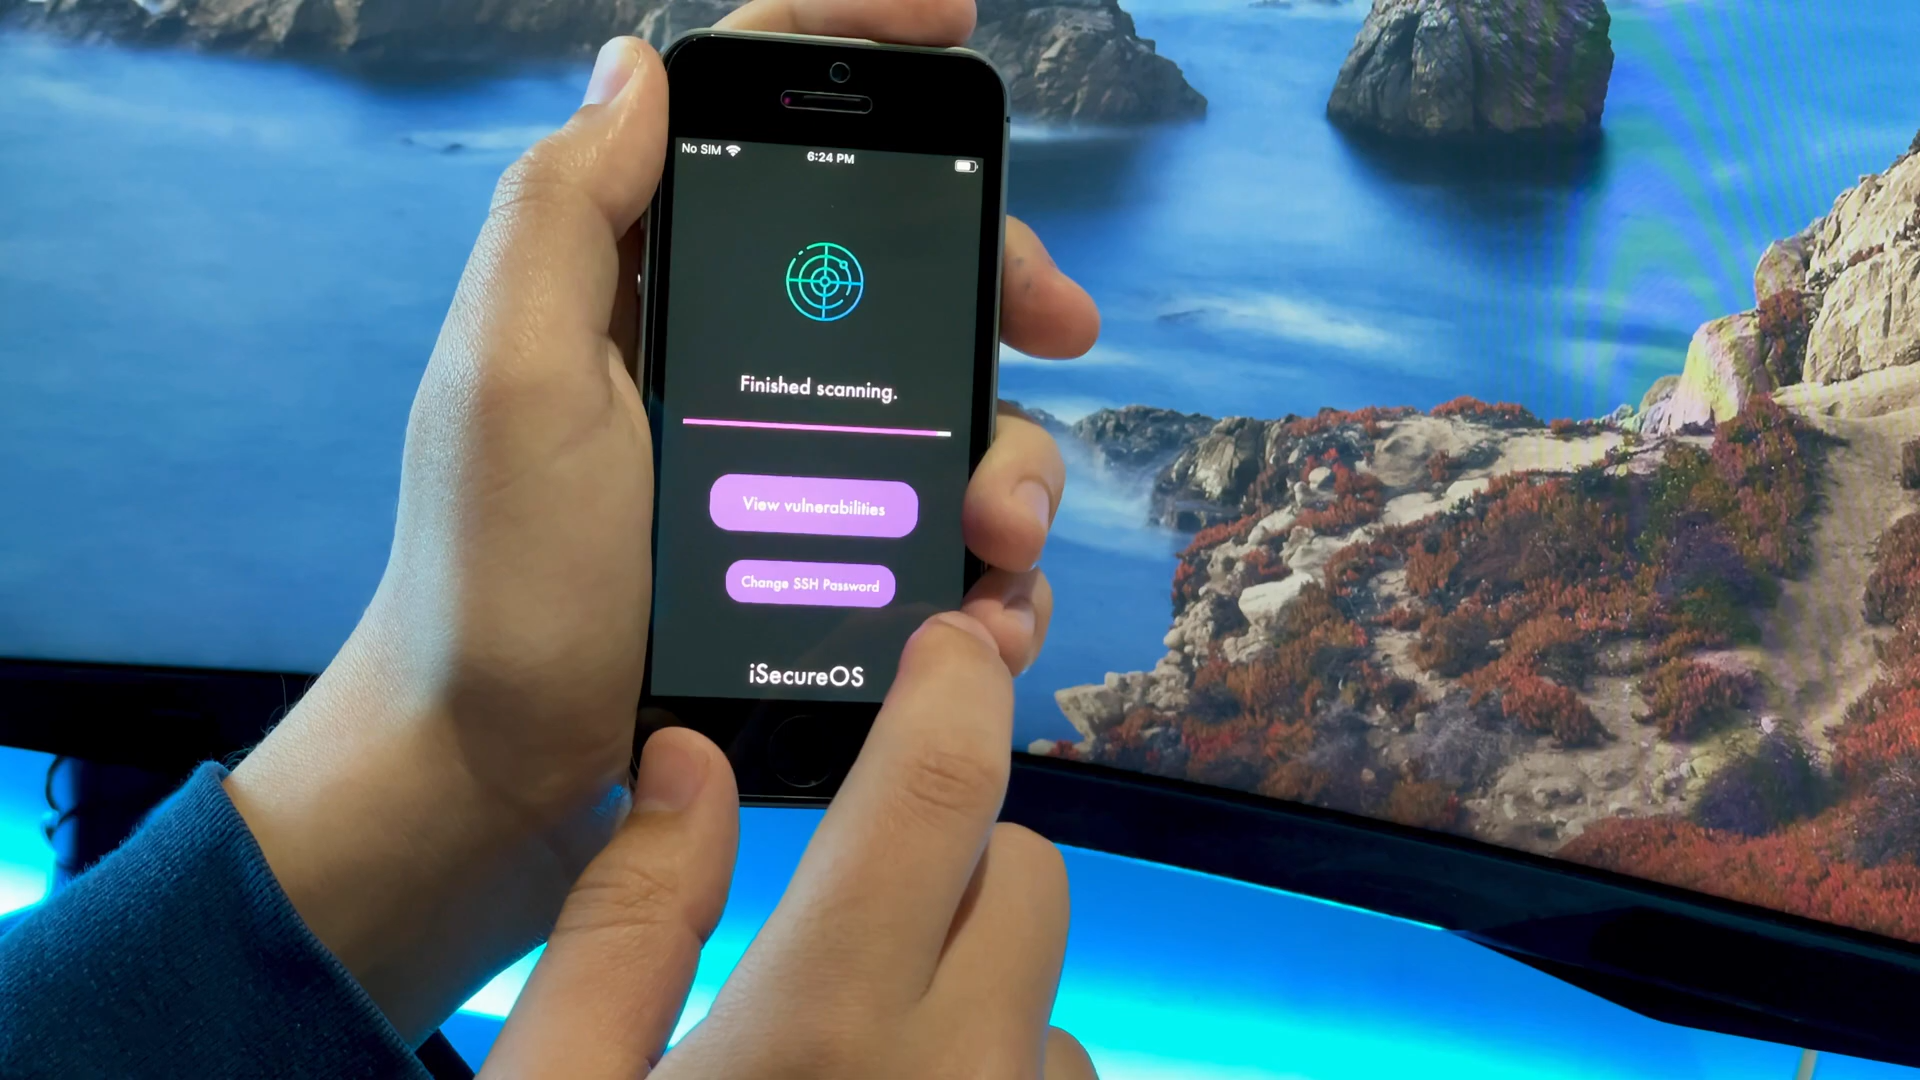 No SIM 6:24 PM
Finished scanning.
View vulnerabilities
Change SSH Password
iSecureOS